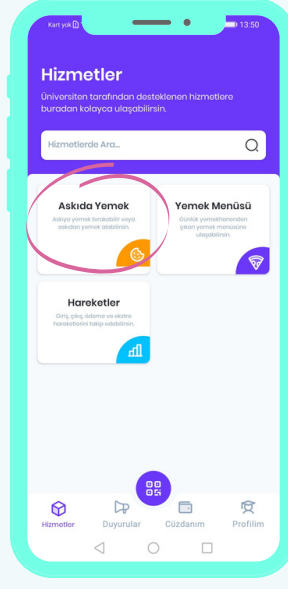 Kart yok
13:50
Hizmetler
Üniversiten tarafından desteklenen hizmetlere
buradan kolayca ulaşabilirsin.
Hizmetlerde Ara...
Askıda Yemek
Askıya yemek bırakabilir veya
askıdan yemek alabilirsin.
Yemek Menüsü
Günlük yemekhanenden
çıkan yemek menüsüne
ulaşabilirsin.
Hareketler
Giriş, çıkış, ödeme ve ekstre
hareketlerini takip edebilirsin.
Hizmetler
Duyurular
Cüzdanım
Profilim